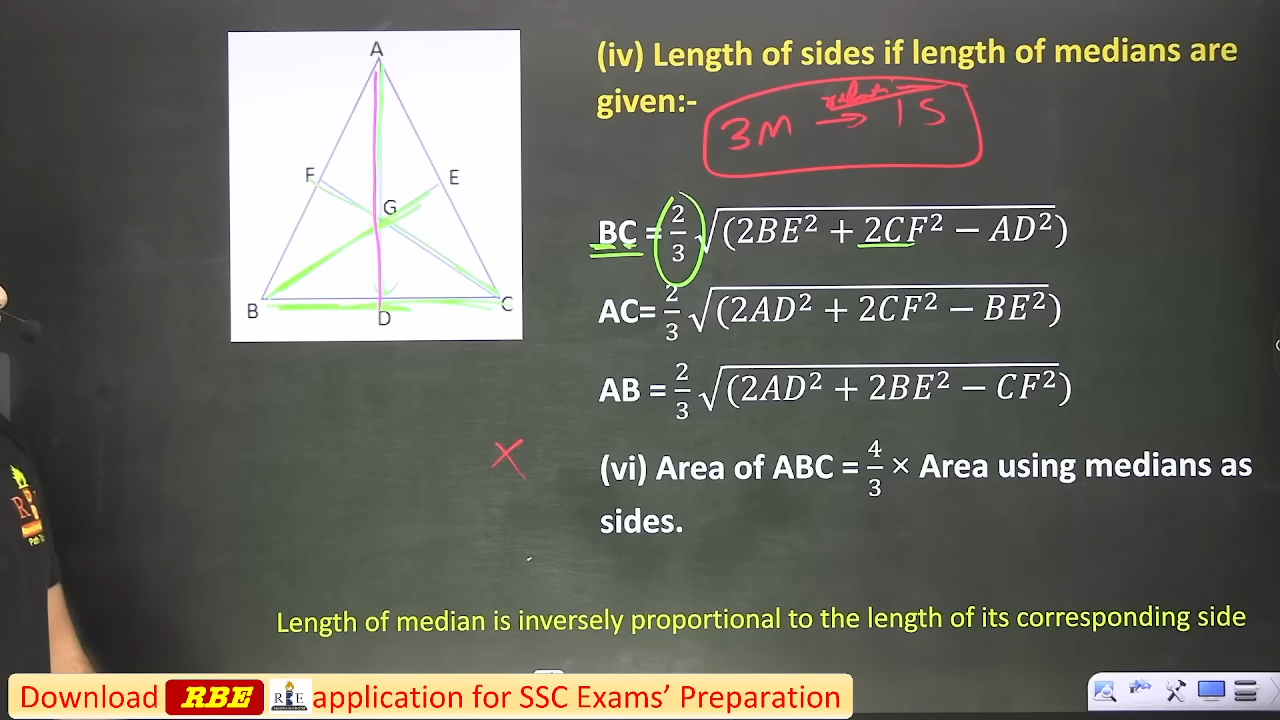 A
F
E
G
B
D
C
(iv) Length of sides if length of medians are
given:-
3M → 1S
BC = 2/3 √(2BE² + 2CF² − AD²)
AC= 2/3 √(2AD² + 2CF² − BE²)
AB = 2/3 √(2AD² + 2BE² − CF²)
(vi) Area of ABC = 4/3 × Area using medians as
sides.
Length of median is inversely proportional to the length of its corresponding side
Download RBE RBE application for SSC Exams’ Preparation